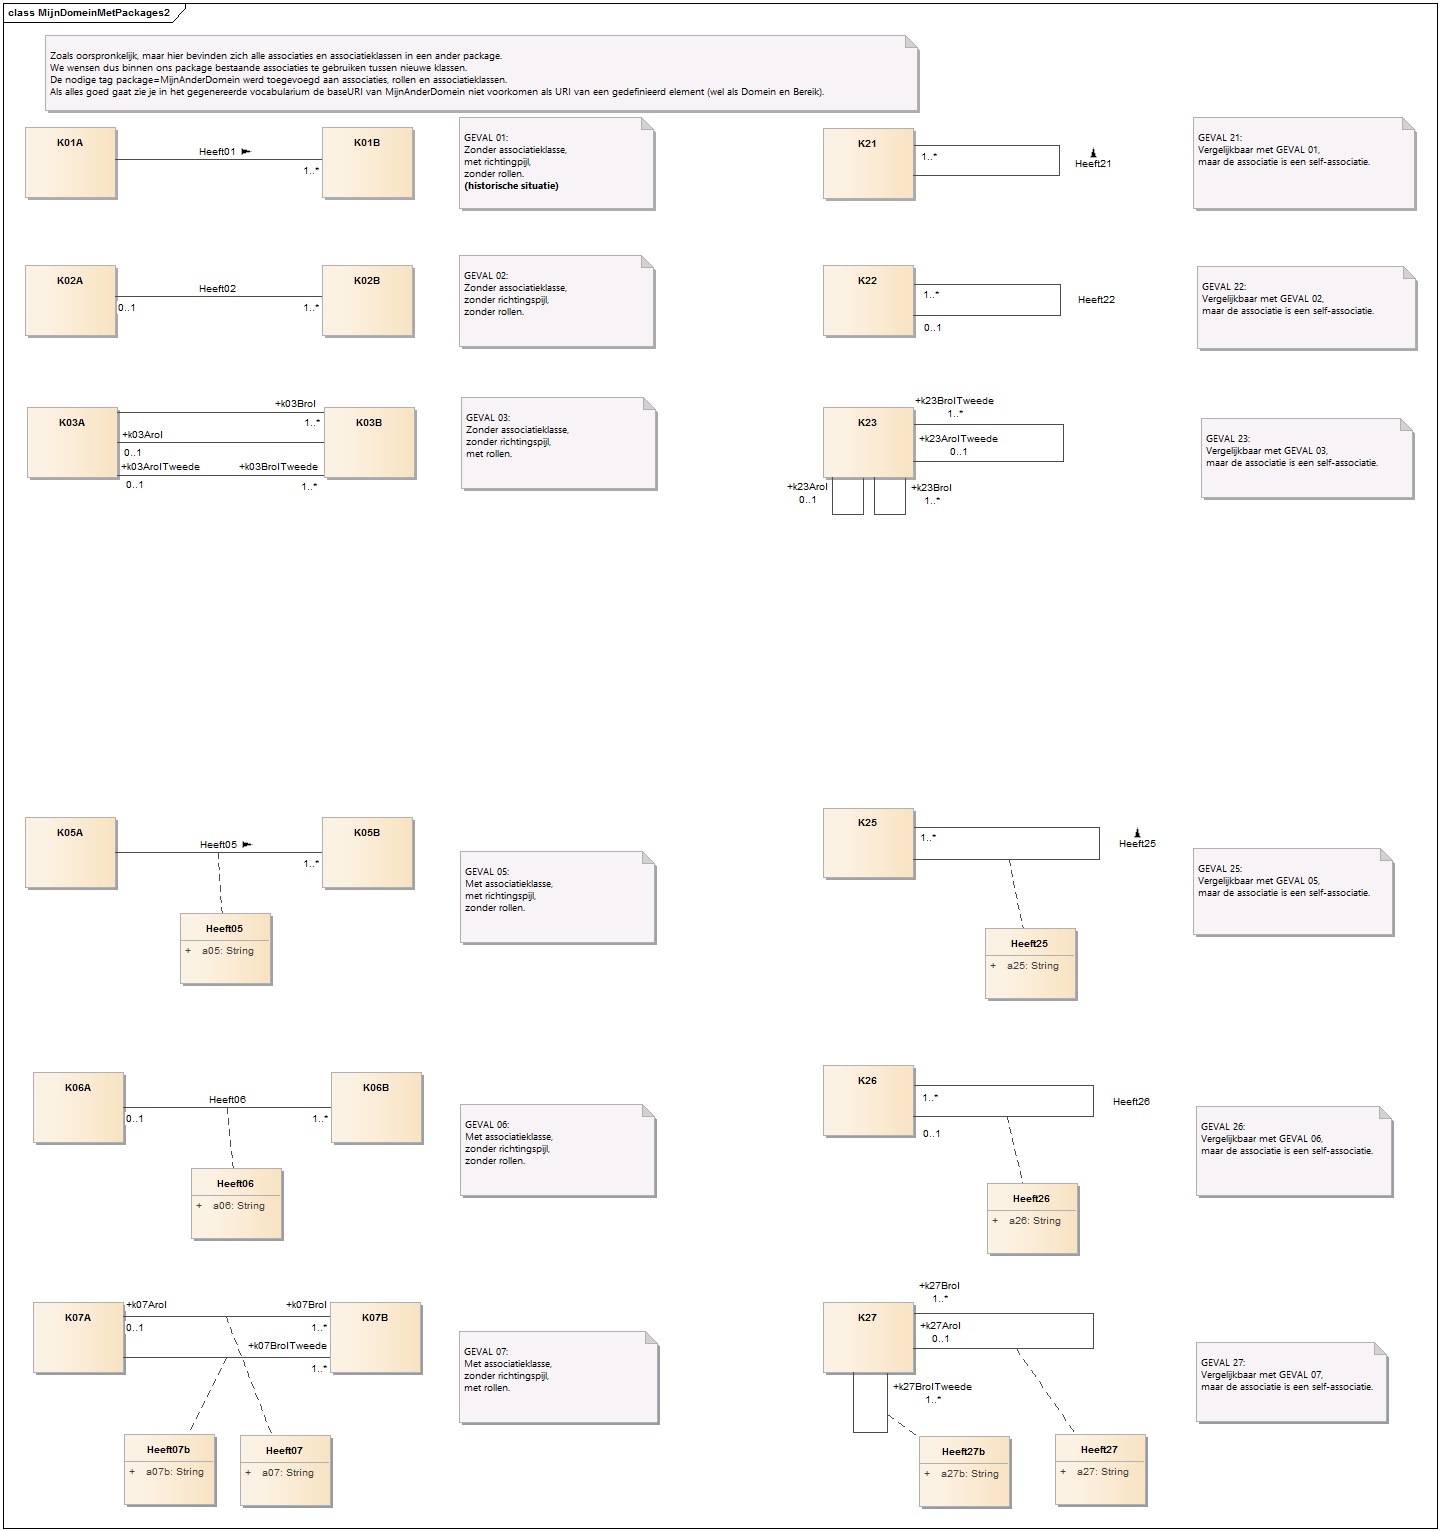 class MijnDomeinMetPackages2
Zoals oorspronkelijk, maar hier bevinden zich alle associaties en associatieklassen in een ander package.
We wensen dus binnen ons package bestaande associaties te gebruiken tussen nieuwe klassen.
De nodige tag package=MijnAnderDomein werd toegevoegd aan associaties, rollen en associatieklassen.
Als alles goed gaat zie je in het gegenereerde vocabularium de baseURI van MijnAnderDomein niet voorkomen als URI van een gedefinieerd element (wel als Domein en Bereik).
K01A
Heeft01
1..*
K01B
GEVAL 01:
Zonder associatieklasse,
met richtingpijl,
zonder rollen.
(historische situatie)
K21
1..*
Heeft21
GEVAL 21:
Vergelijkbaar met GEVAL 01,
maar de associatie is een self-associatie.
K02A
Heeft02
0..1
1..*
K02B
GEVAL 02:
Zonder associatieklasse,
zonder richtingspijl,
zonder rollen.
K22
1..*
0..1
Heeft22
GEVAL 22:
Vergelijkbaar met GEVAL 02,
maar de associatie is een self-associatie.
K03A
+k03Brol
1..*
+k03Arol
0..1
+k03ArolTweede
+k03BrolTweede
0..1
1..*
K03B
GEVAL 03:
Zonder associatieklasse,
zonder richtingspijl,
met rollen.
K23
+k23BrolTweede
1..*
+k23ArolTweede
0..1
+k23Arol
0..1
+k23Brol
1..*
GEVAL 23:
Vergelijkbaar met GEVAL 03,
maar de associatie is een self-associatie.
K05A
Heeft05
1..*
K05B
Heeft05
+ a05: String
GEVAL 05:
Met associatieklasse,
met richtingspijl,
zonder rollen.
K25
1..*
Heeft25
Heeft25
+ a25: String
GEVAL 25:
Vergelijkbaar met GEVAL 05,
maar de associatie is een self-associatie.
K06A
Heeft06
0..1
1..*
K06B
Heeft06
+ a06: String
GEVAL 06:
Met associatieklasse,
zonder richtingspijl,
zonder rollen.
K26
1..*
0..1
Heeft26
Heeft26
+ a26: String
GEVAL 26:
Vergelijkbaar met GEVAL 06,
maar de associatie is een self-associatie.
K07A
+k07Arol
+k07Brol
0..1
1..*
+k07BrolTweede
1..*
K07B
Heeft07b
+ a07b: String
Heeft07
+ a07: String
GEVAL 07:
Met associatieklasse,
zonder richtingspijl,
met rollen.
K27
+k27Brol
1..*
+k27Arol
0..1
+k27BrolTweede
1..*
Heeft27b
+ a27b: String
Heeft27
+ a27: String
GEVAL 27:
Vergelijkbaar met GEVAL 07,
maar de associatie is een self-associatie.